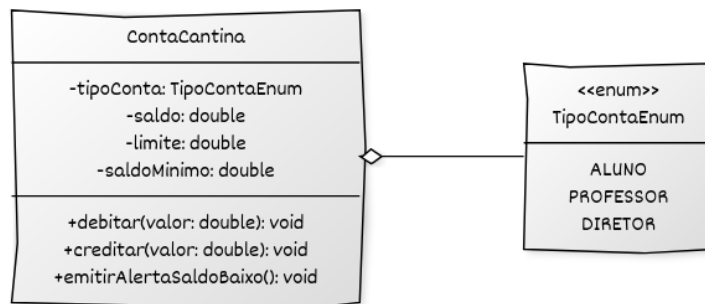 ContaCantina
-tipoConta: TipoContaEnum
-saldo: double
-limite: double
-saldoMinimo: double
+debitar(valor: double): void
+creditar(valor: double): void
+emitirAlertaSaldoBaixo(): void
<<enum>>
TipoContaEnum
ALUNO
PROFESSOR
DIRETOR